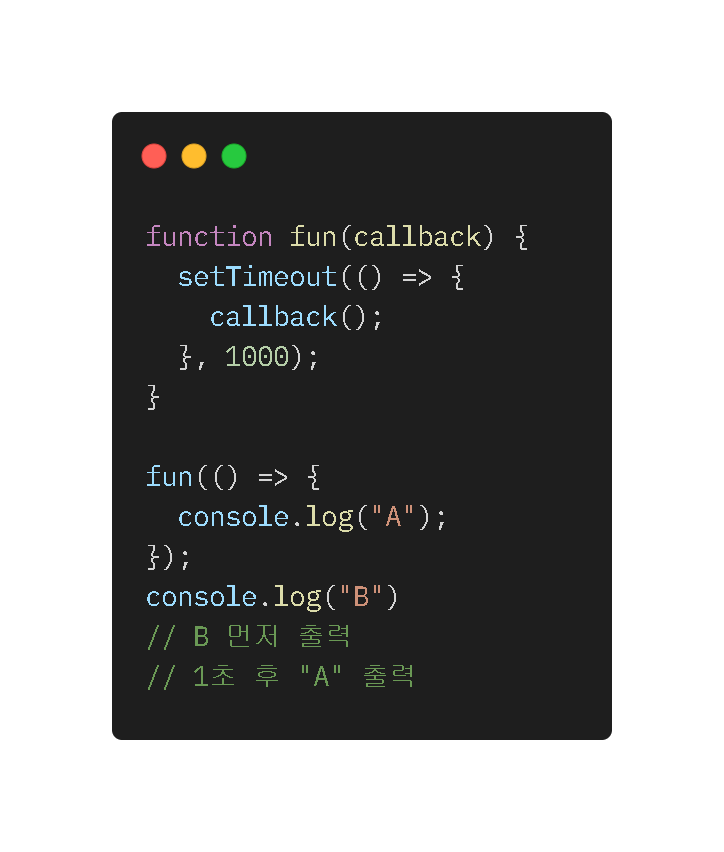 function fun(callback) {
  setTimeout(() => {
    callback();
  }, 1000);
}

fun(() => {
  console.log("A");
});
console.log("B")
// B 먼저 출력
// 1초 후 "A" 출력